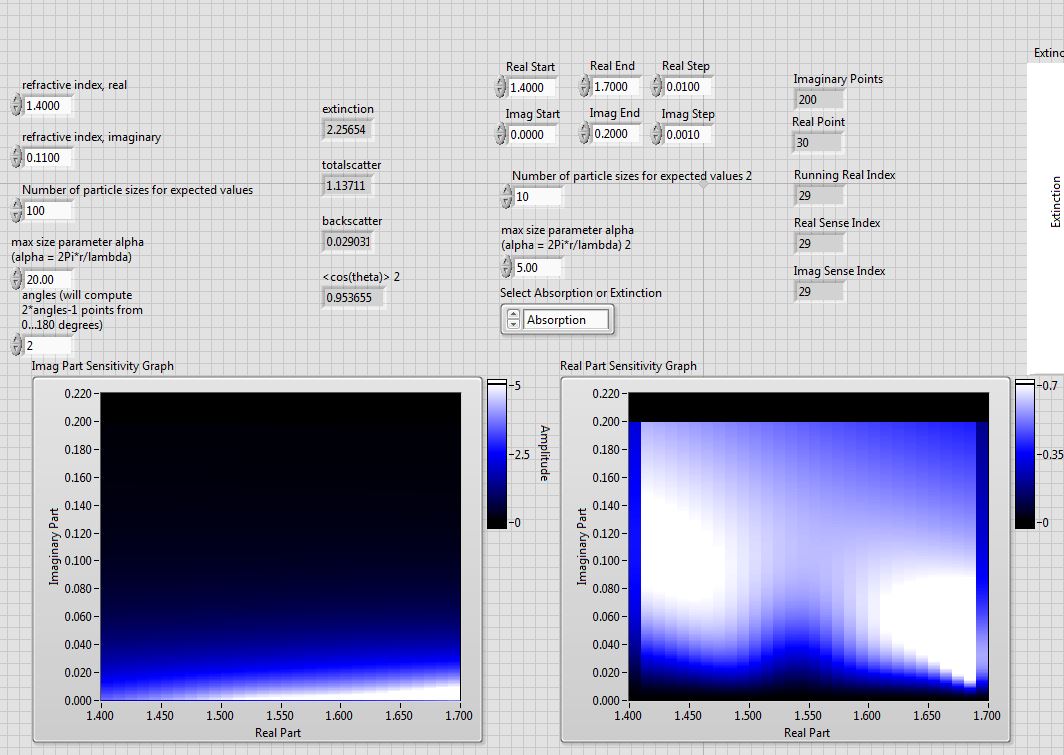 refractive index, real
1.4000
refractive index, imaginary
0.1100
Number of particle sizes for expected values
100
max size parameter alpha
(alpha = 2Pi*r/lambda)
20.00
angles (will compute
2*angles-1 points from
0...180 degrees)
2
extinction
2.25654
totalscatter
1.13711
backscatter
0.029031
<cos(theta)> 2
0.953655
Real Start Real End Real Step
1.4000 1.7000 0.0100
Imag Start Imag End Imag Step
0.0000 0.2000 0.0010
Number of particle sizes for expected values 2
10
max size parameter alpha
(alpha = 2Pi*r/lambda) 2
5.00
Select Absorption or Extinction
Absorption
Imaginary Points
200
Real Point
30
Running Real Index
29
Real Sense Index
29
Imag Sense Index
29
Extinc
Extinction
Imag Part Sensitivity Graph
0.220
0.200
0.180
0.160
0.140
0.120
0.100
0.080
0.060
0.040
0.020
0.000
Imaginary Part
1.400 1.450 1.500 1.550 1.600 1.650 1.700
Real Part
5
2.5
0
Amplitude
Real Part Sensitivity Graph
0.220
0.200
0.180
0.160
0.140
0.120
0.100
0.080
0.060
0.040
0.020
0.000
Imaginary Part
1.400 1.450 1.500 1.550 1.600 1.650 1.700
Real Part
0.7
0.35
0